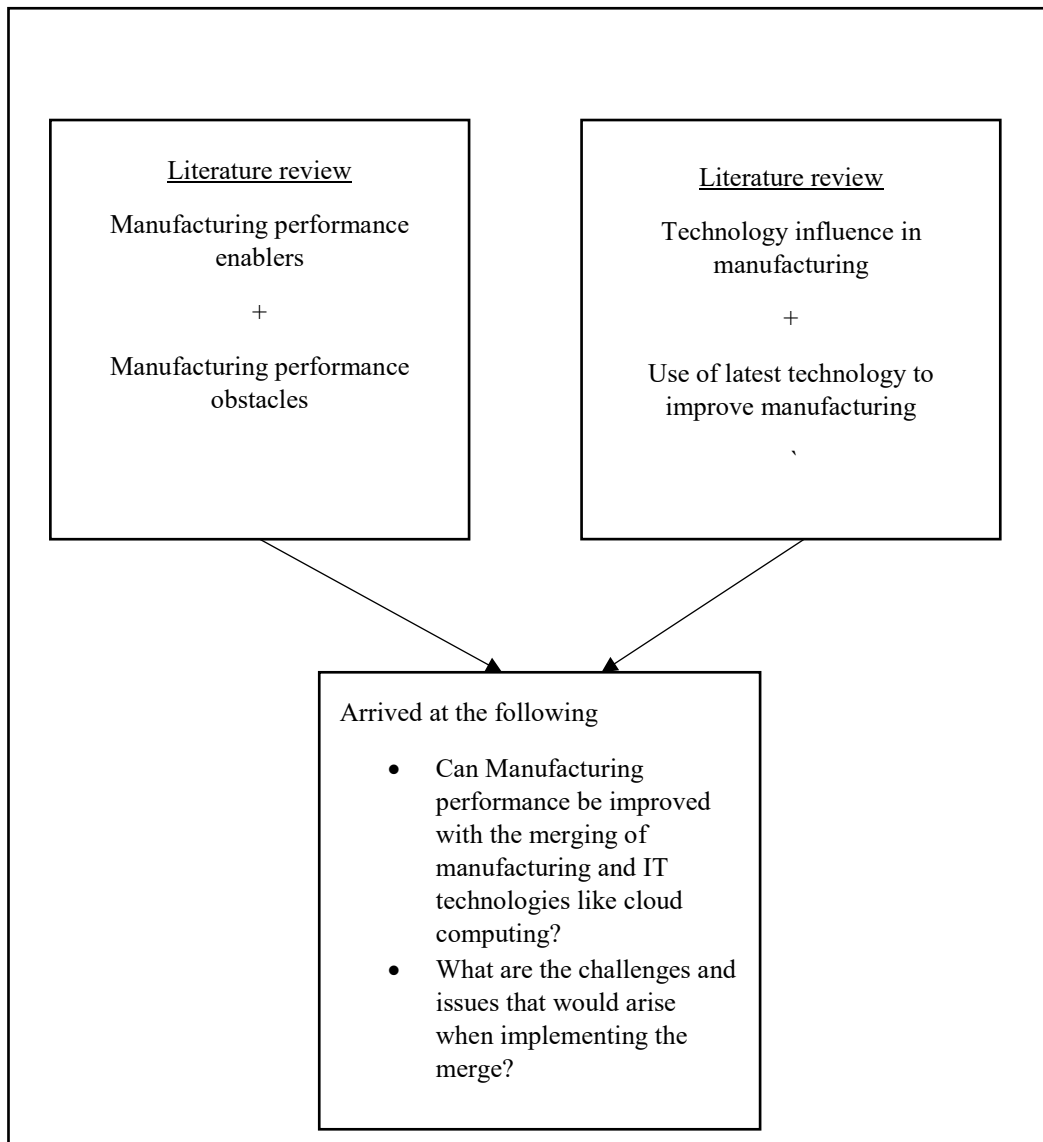 Literature review
Manufacturing performance
enablers
+
Manufacturing performance
obstacles
Literature review
Technology influence in
manufacturing
+
Use of latest technology to
improve manufacturing
`
Arrived at the following
• Can Manufacturing
performance be improved
with the merging of
manufacturing and IT
technologies like cloud
computing?
• What are the challenges and
issues that would arise
when implementing the
merge?